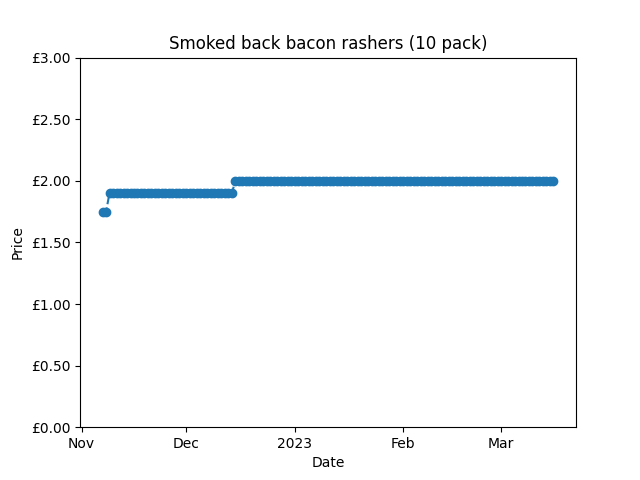 Smoked back bacon rashers (10 pack)
£3.00
£2.50
£2.00
£1.50
£1.00
£0.50
£0.00
Price
Nov Dec 2023 Feb Mar
Date